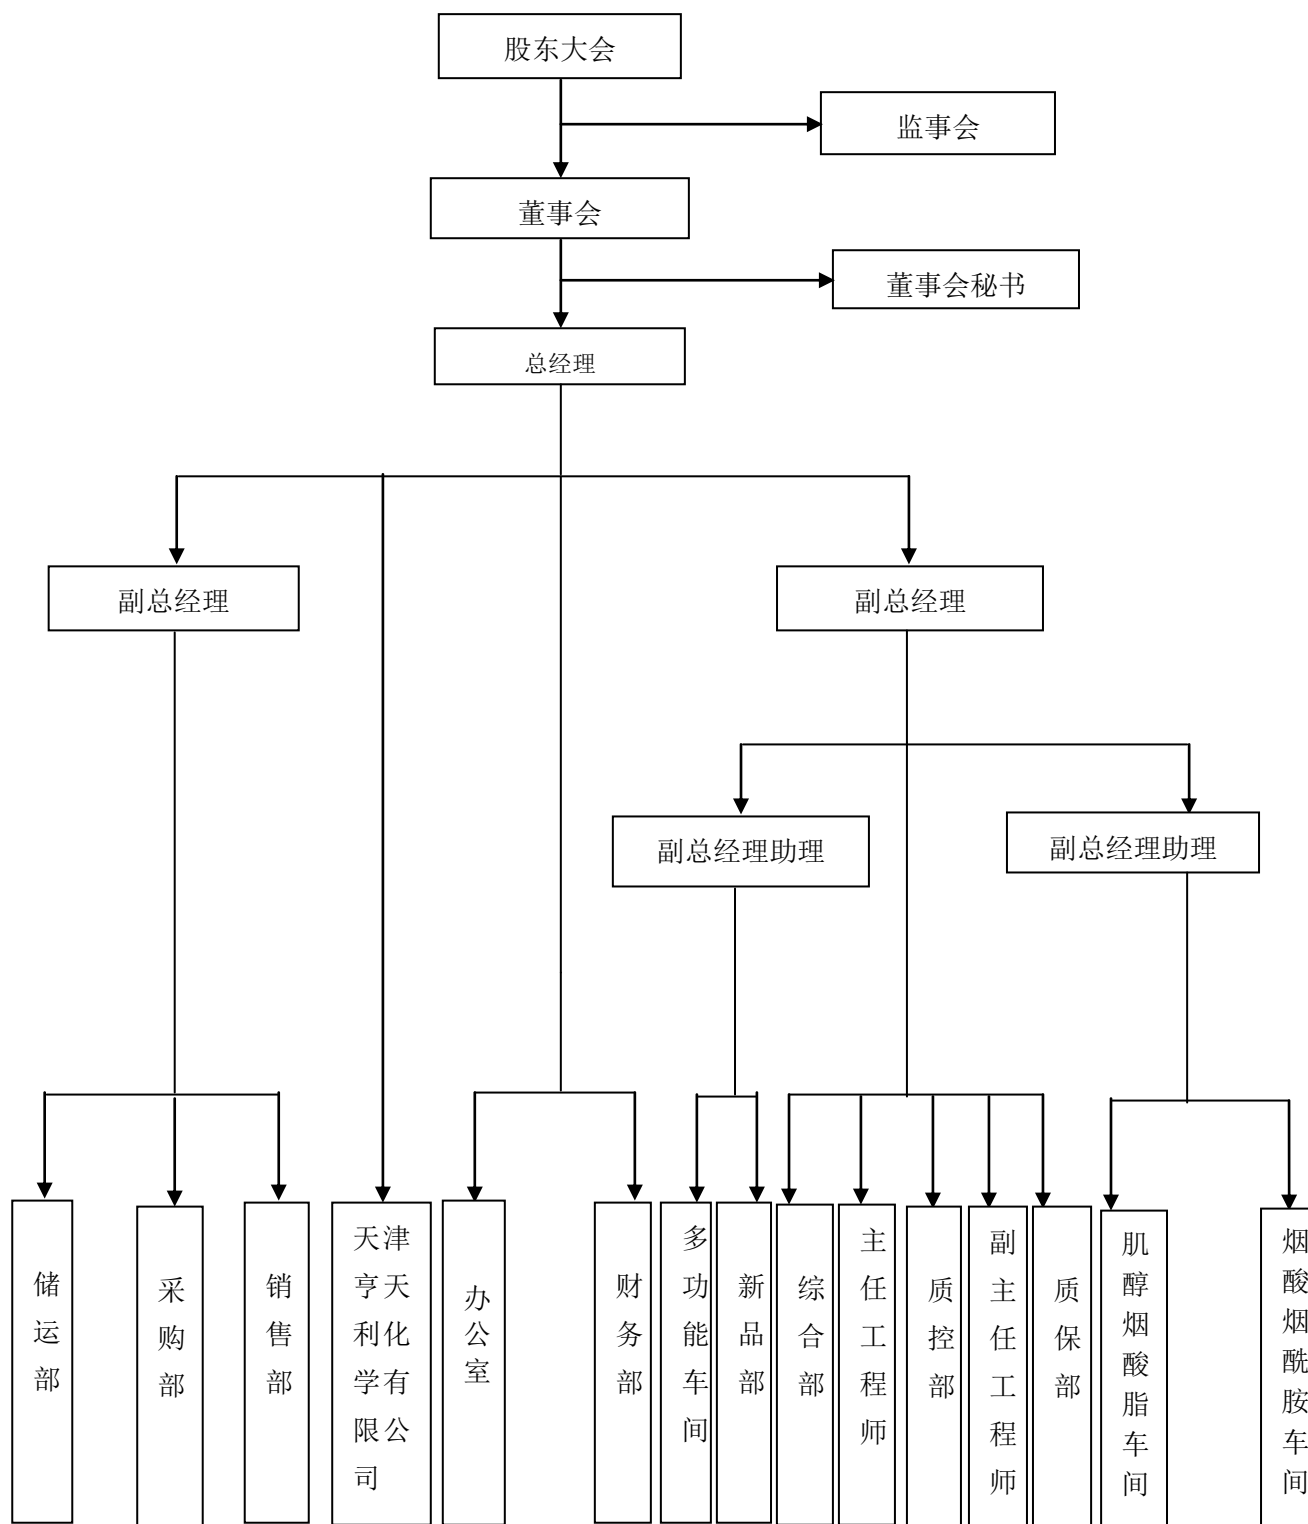 股东大会
监事会
董事会
董事会秘书
总经理
副总经理
副总经理
副总经理助理
副总经理助理
储运部
采购部
销售部
天津
亨天
利化
学有
限公
司
办公室
财务部
多功能车间
新品部
综合部
主任工程师
质控部
副主任工程师
质保部
肌醇烟酸脂车间
烟酸烟酰胺车间